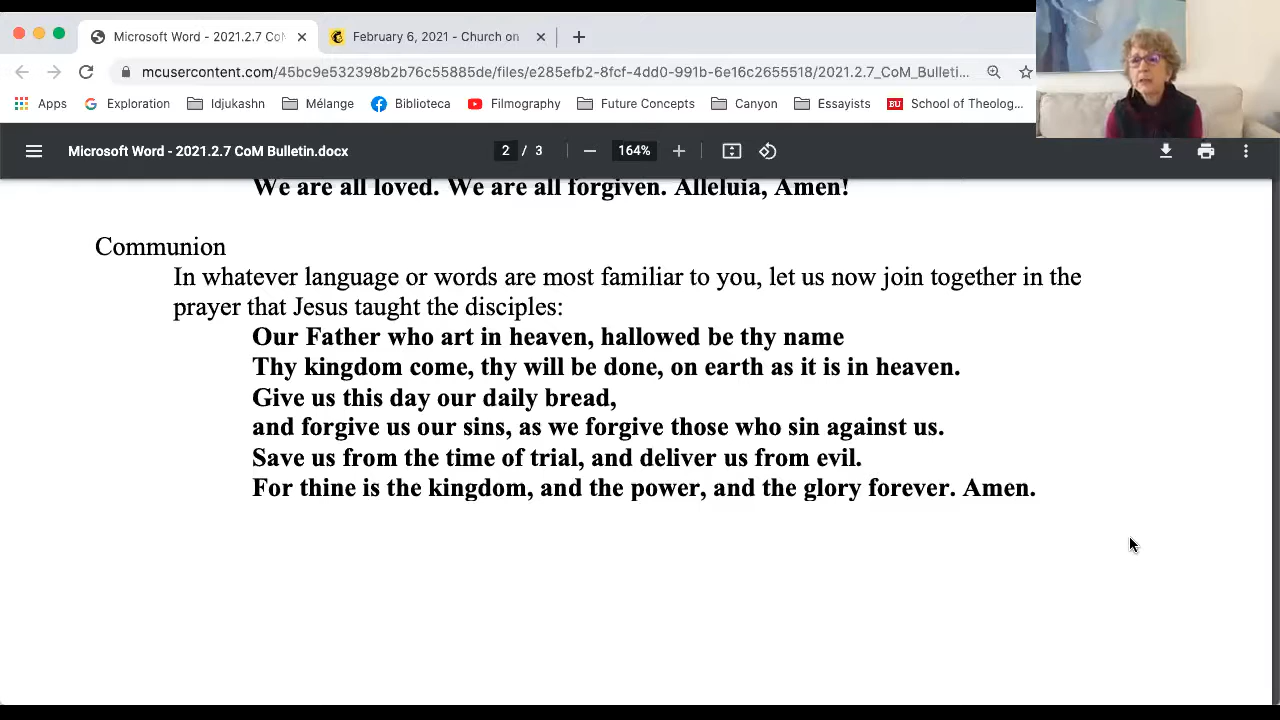 Microsoft Word - 2021.2.7 CoM
February 6, 2021 - Church on
mcusercontent.com/45bc9e532398b2b76c53785de/files/e285efb2-8fcf-4dd0-991b-6e16c2655518/2021.2.7_CoM_Bulleti...
Apps Exploration Idjukashn Mélange Biblioteca Filmography Future Concepts Canyon Essayists BU School of Theolog...
Microsoft Word - 2021.2.7 CoM Bulletin.docx 2 / 3 164%
We are all loved. We are all forgiven. Alleluia, Amen!
Communion
In whatever language or words are most familiar to you, let us now join together in the
prayer that Jesus taught the disciples:
Our Father who art in heaven, hallowed be thy name
Thy kingdom come, thy will be done, on earth as it is in heaven.
Give us this day our daily bread,
and forgive us our sins, as we forgive those who sin against us.
Save us from the time of trial, and deliver us from evil.
For thine is the kingdom, and the power, and the glory forever. Amen.